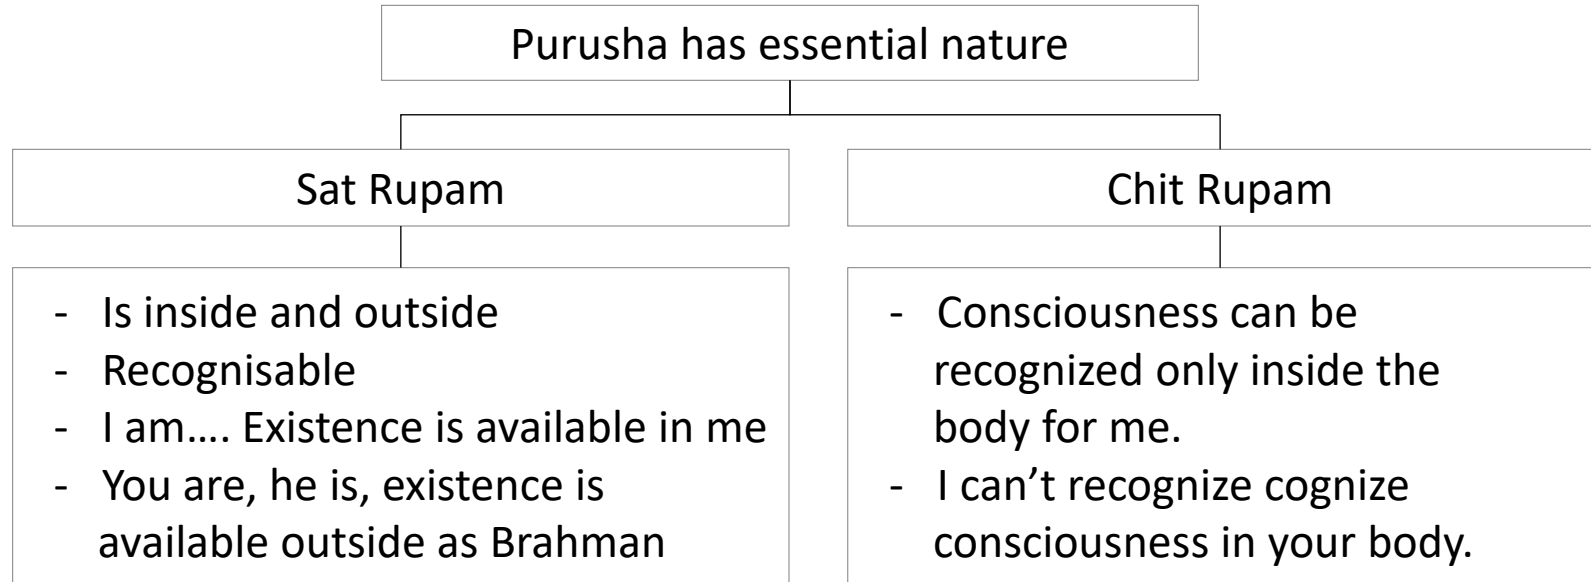 Purusha has essential nature
Sat Rupam
- Is inside and outside
- Recognisable
- I am.... Existence is available in me
- You are, he is, existence is
available outside as Brahman
Chit Rupam
- Consciousness can be
recognized only inside the
body for me.
- I can’t recognize cognize
consciousness in your body.